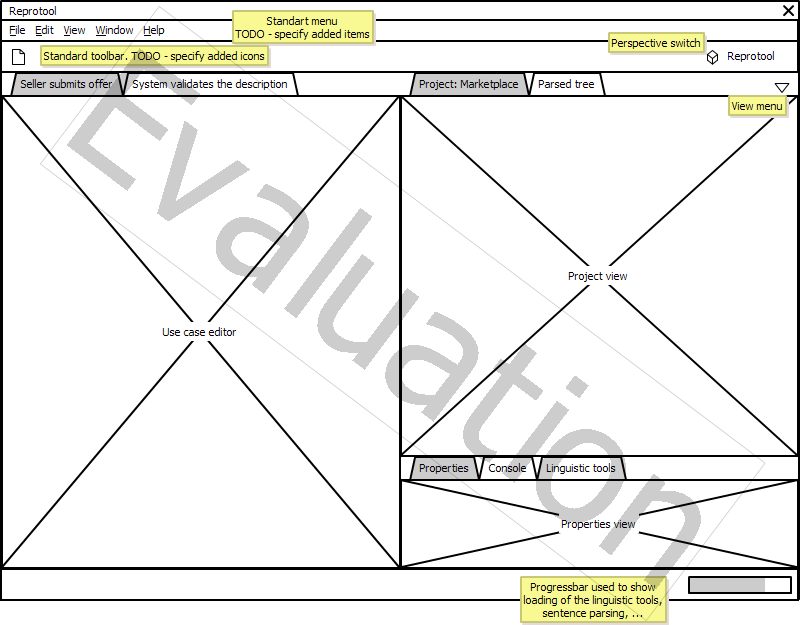 Reprotool
File Edit View Window Help
Standart menu
TODO - specify added items
Standard toolbar. TODO - specify added icons
Perspective switch
Reprotool
Seller submits offer
System validates the description
Project: Marketplace
Parsed tree
View menu
Evaluation
Project view
Use case editor
Properties
Console
Linguistic tools
Properties view
Progressbar used to show
loading of the linguistic tools,
sentence parsing, ...